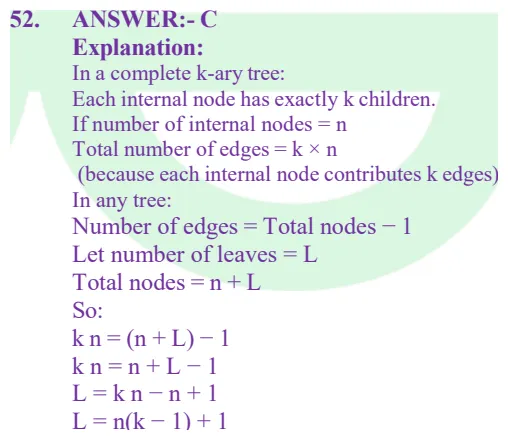 52. ANSWER:- C
Explanation:
In a complete k-ary tree:
Each internal node has exactly k children.
If number of internal nodes = n
Total number of edges = k × n
(because each internal node contributes k edges)
In any tree:
Number of edges = Total nodes − 1
Let number of leaves = L
Total nodes = n + L
So:
k n = (n + L) − 1
k n = n + L − 1
L = k n − n + 1
L = n(k − 1) + 1